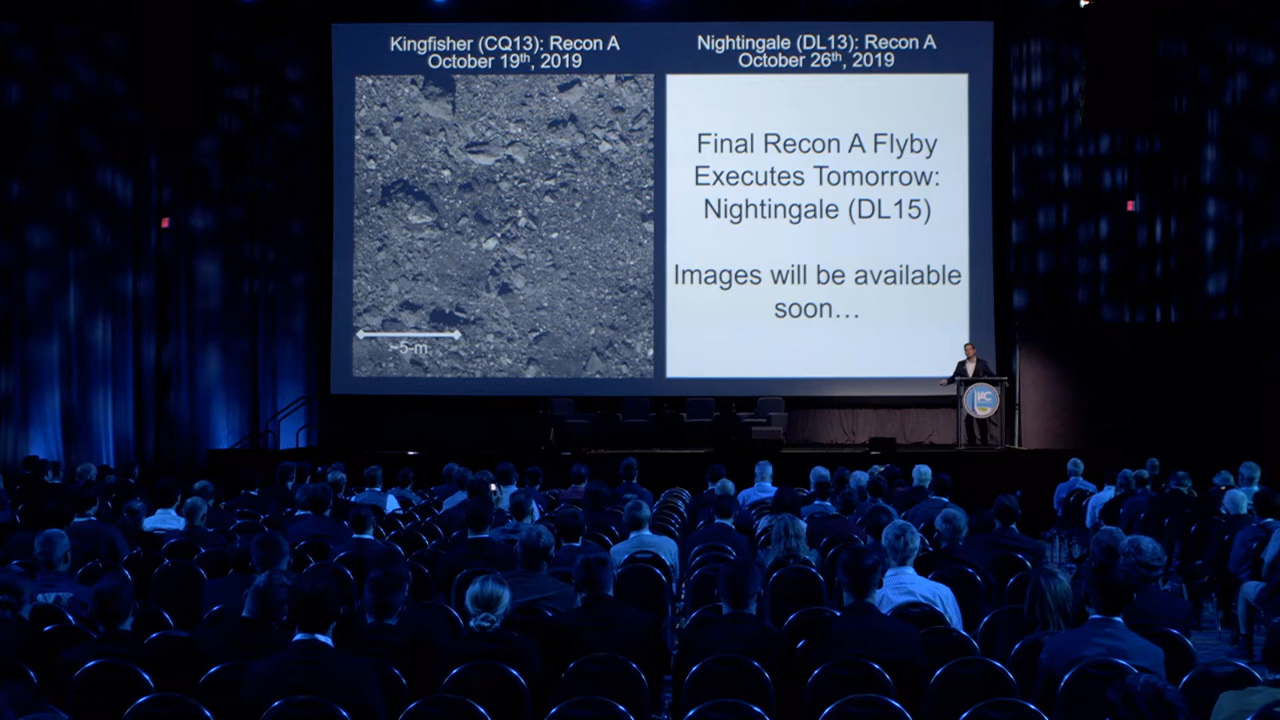 Kingfisher (CQ13): Recon A
October 19th, 2019
~5-m
Nightingale (DL13): Recon A
October 26th, 2019
Final Recon A Flyby
Executes Tomorrow:
Nightingale (DL15)
Images will be available
soon…
IAC